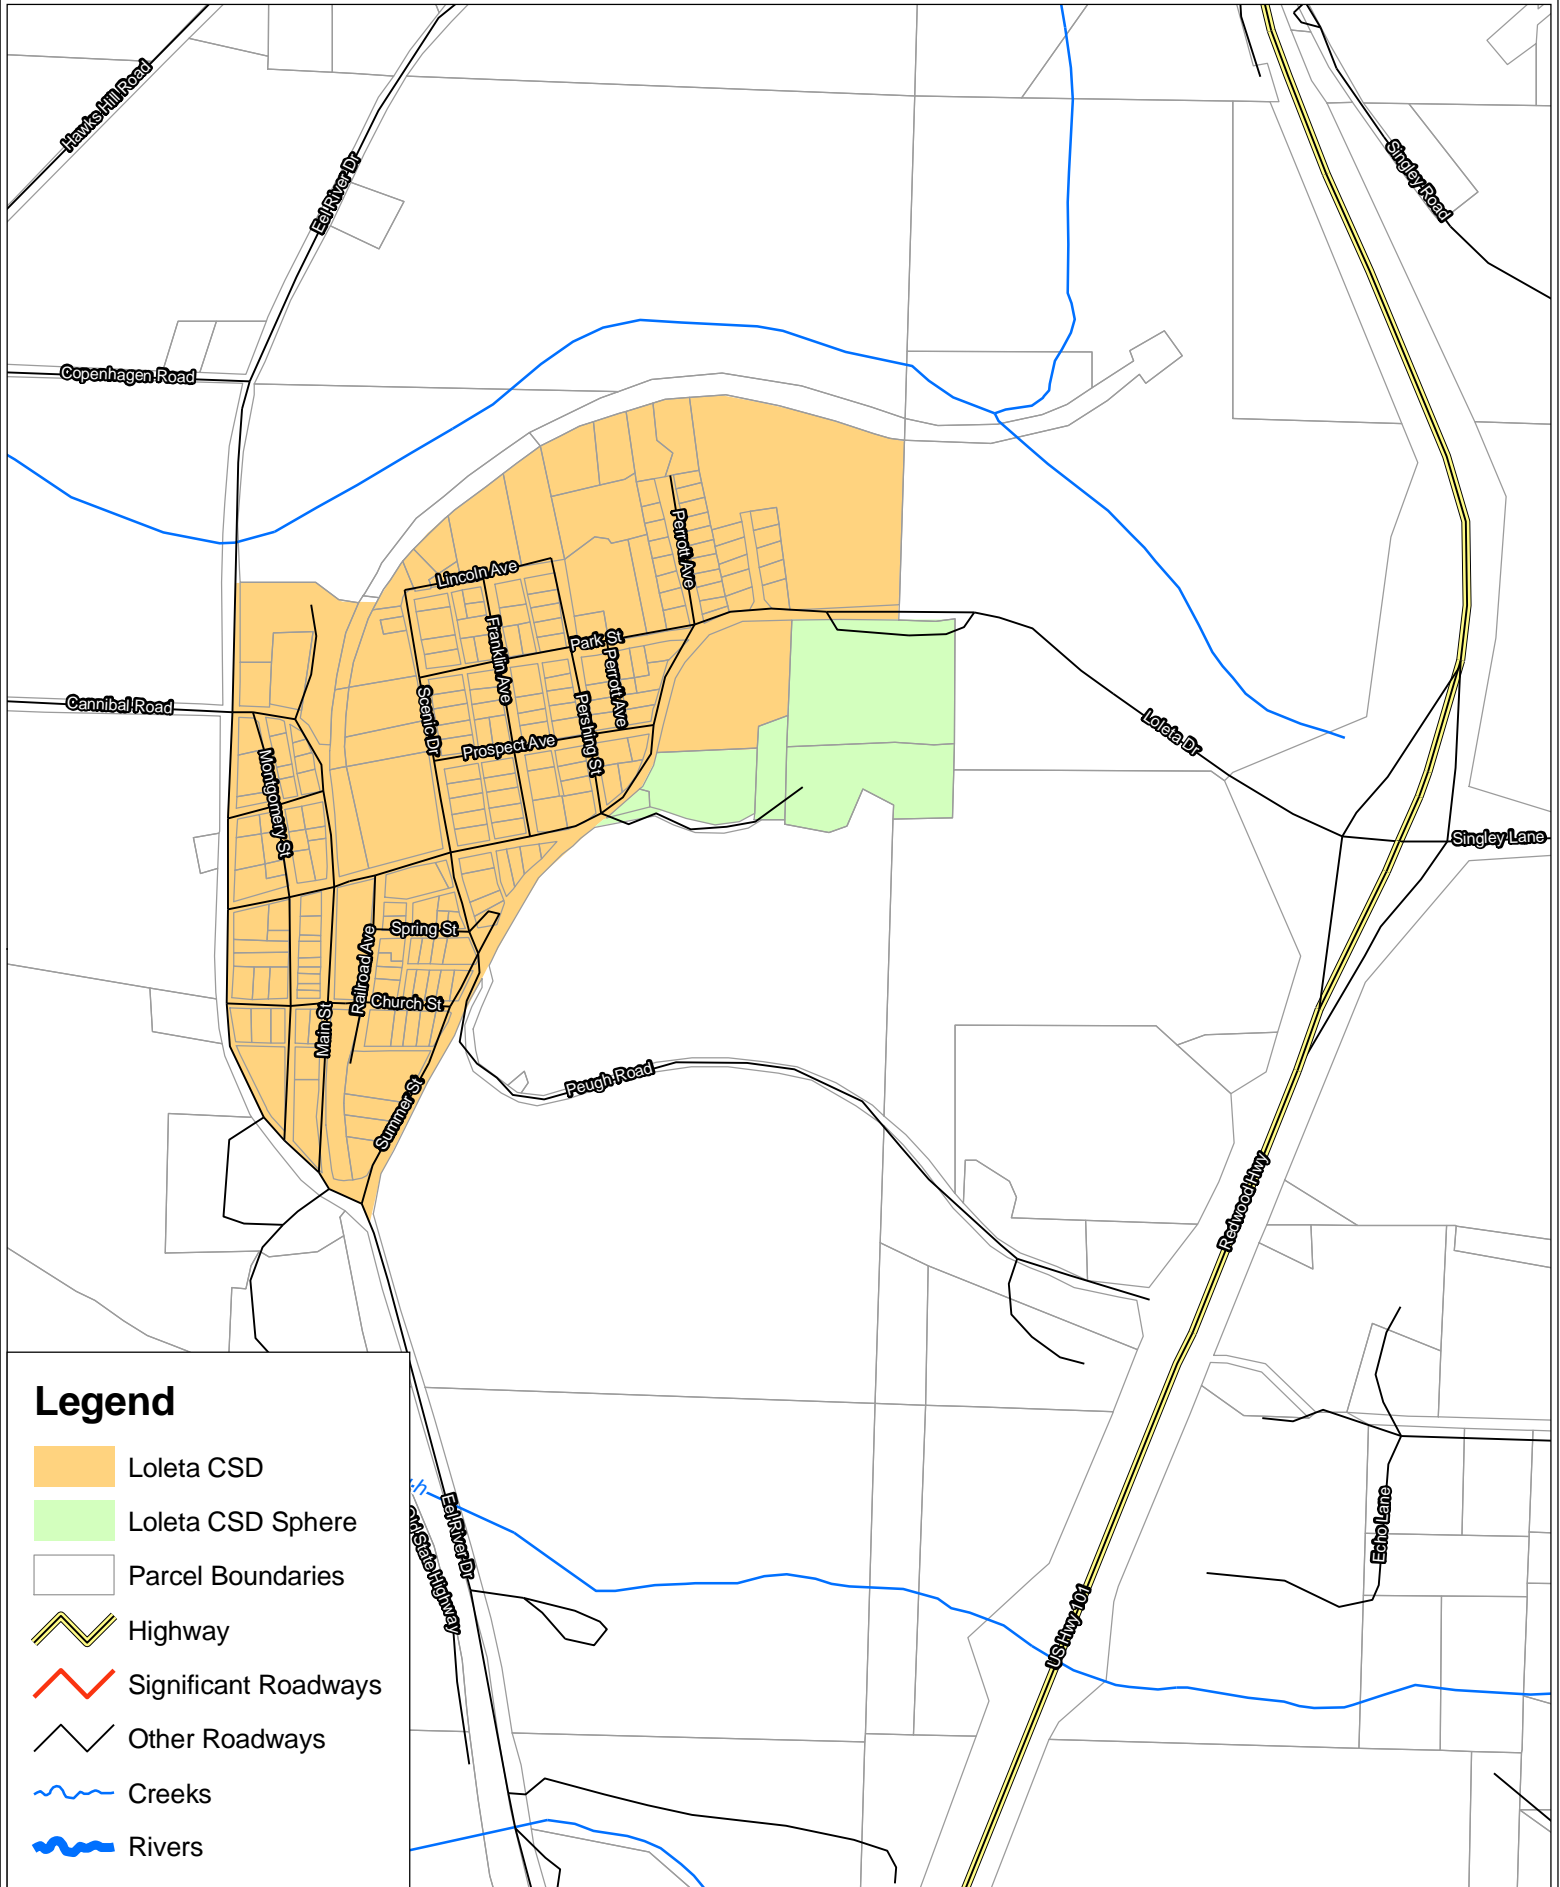 Hawks Hill Road
Eel River Dr
Singley Road
Copenhagen Road
Perrott Ave
Lincoln Ave
Franklin Ave
Park St
Perrott Ave
Scenic Dr
Pershing St
Prospect Ave
Cannibal Road
Loleta Dr
Montgomery St
Singley Lane
Spring St
Railroad Ave
Church St
Main St
Summer St
Peugh Road
Redwood Hwy
Legend
Loleta CSD
Loleta CSD Sphere
Parcel Boundaries
Highway
Significant Roadways
Other Roadways
Creeks
Rivers
Eel River Dr
Old State Highway
Echo Lane
US Hwy 101